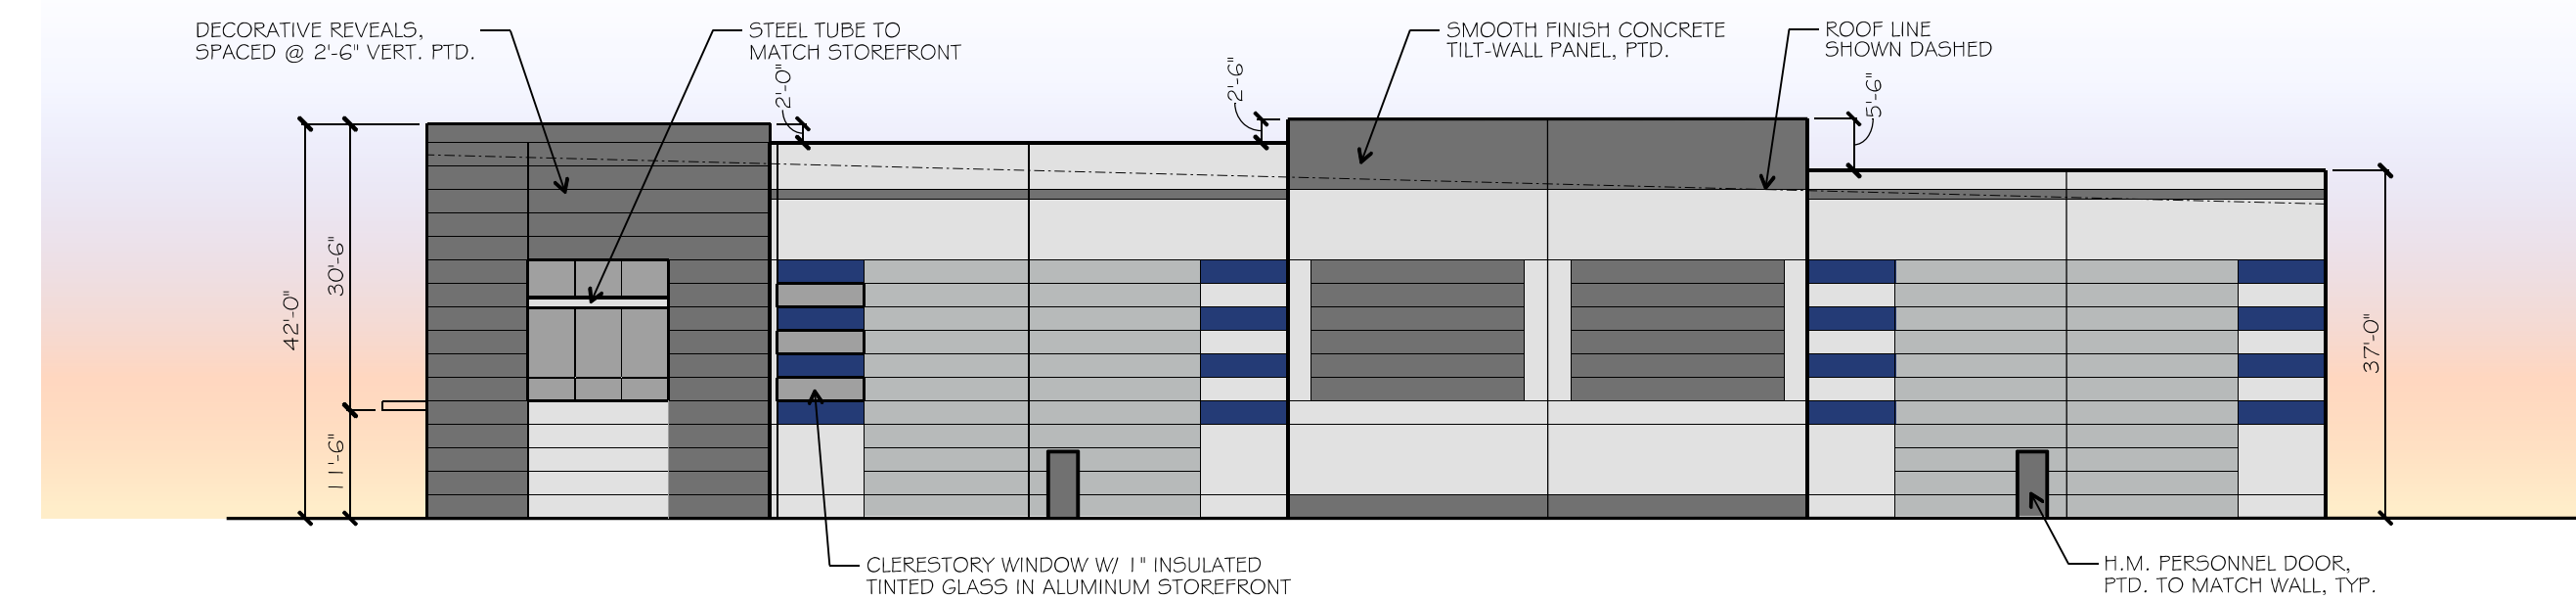 DECORATIVE REVEALS,
SPACED @ 2'-6" VERT. PTD.
STEEL TUBE TO
MATCH STOREFRONT
SMOOTH FINISH CONCRETE
TILT-WALL PANEL, PTD.
ROOF LINE
SHOWN DASHED
2'-0"
2'-6"
5'-6"
42'-0"
30'-6"
11'-6"
37'-0"
CLERESTORY WINDOW W/ 1" INSULATED
TINTED GLASS IN ALUMINUM STOREFRONT
H.M. PERSONNEL DOOR,
PTD. TO MATCH WALL, TYP.